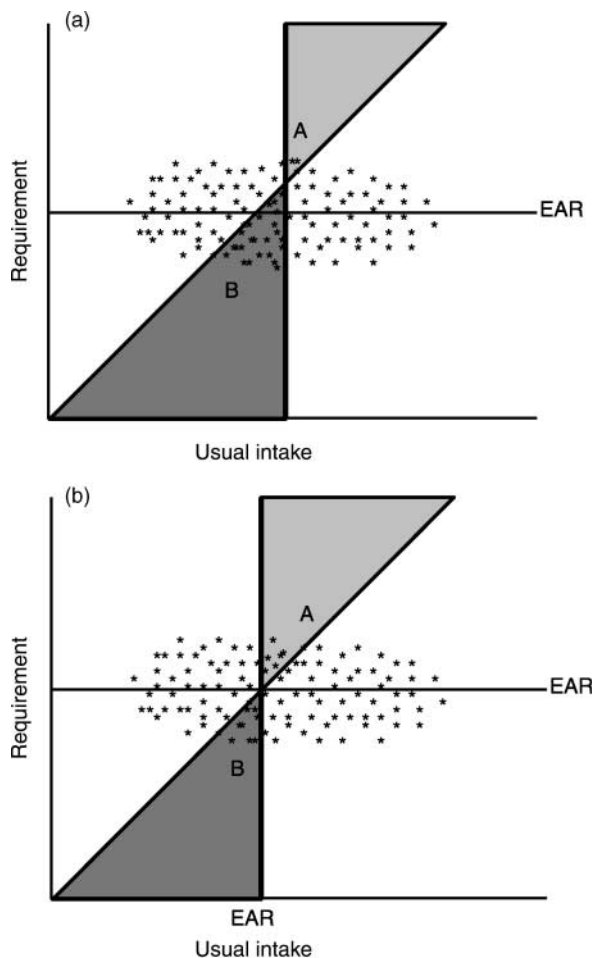 (a)
A
EAR
B
Requirement
Usual intake
(b)
A
EAR
B
Requirement
EAR
Usual intake